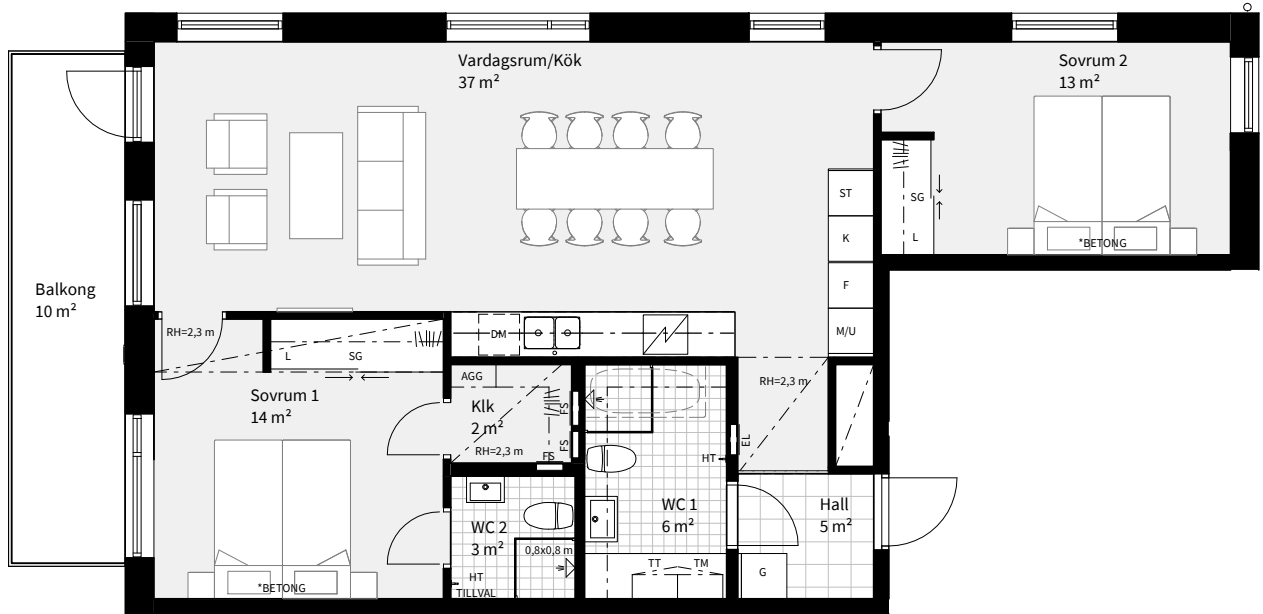 Vardagsrum/Kök
37 m²
Sovrum 2
13 m²
ST
SG
K
L
*BETONG
F
Balkong
10 m²
RH=2,3 m
M/U
DM
L
SG
AGG
RH=2,3 m
Sovrum 1
14 m²
Klk
2 m²
FS
FS
EL
RH=2,3 m
FS
HT
WC 1
6 m²
Hall
5 m²
WC 2
3 m²
0,8x0,8 m
TT
TM
G
HT
TILLVAL
*BETONG